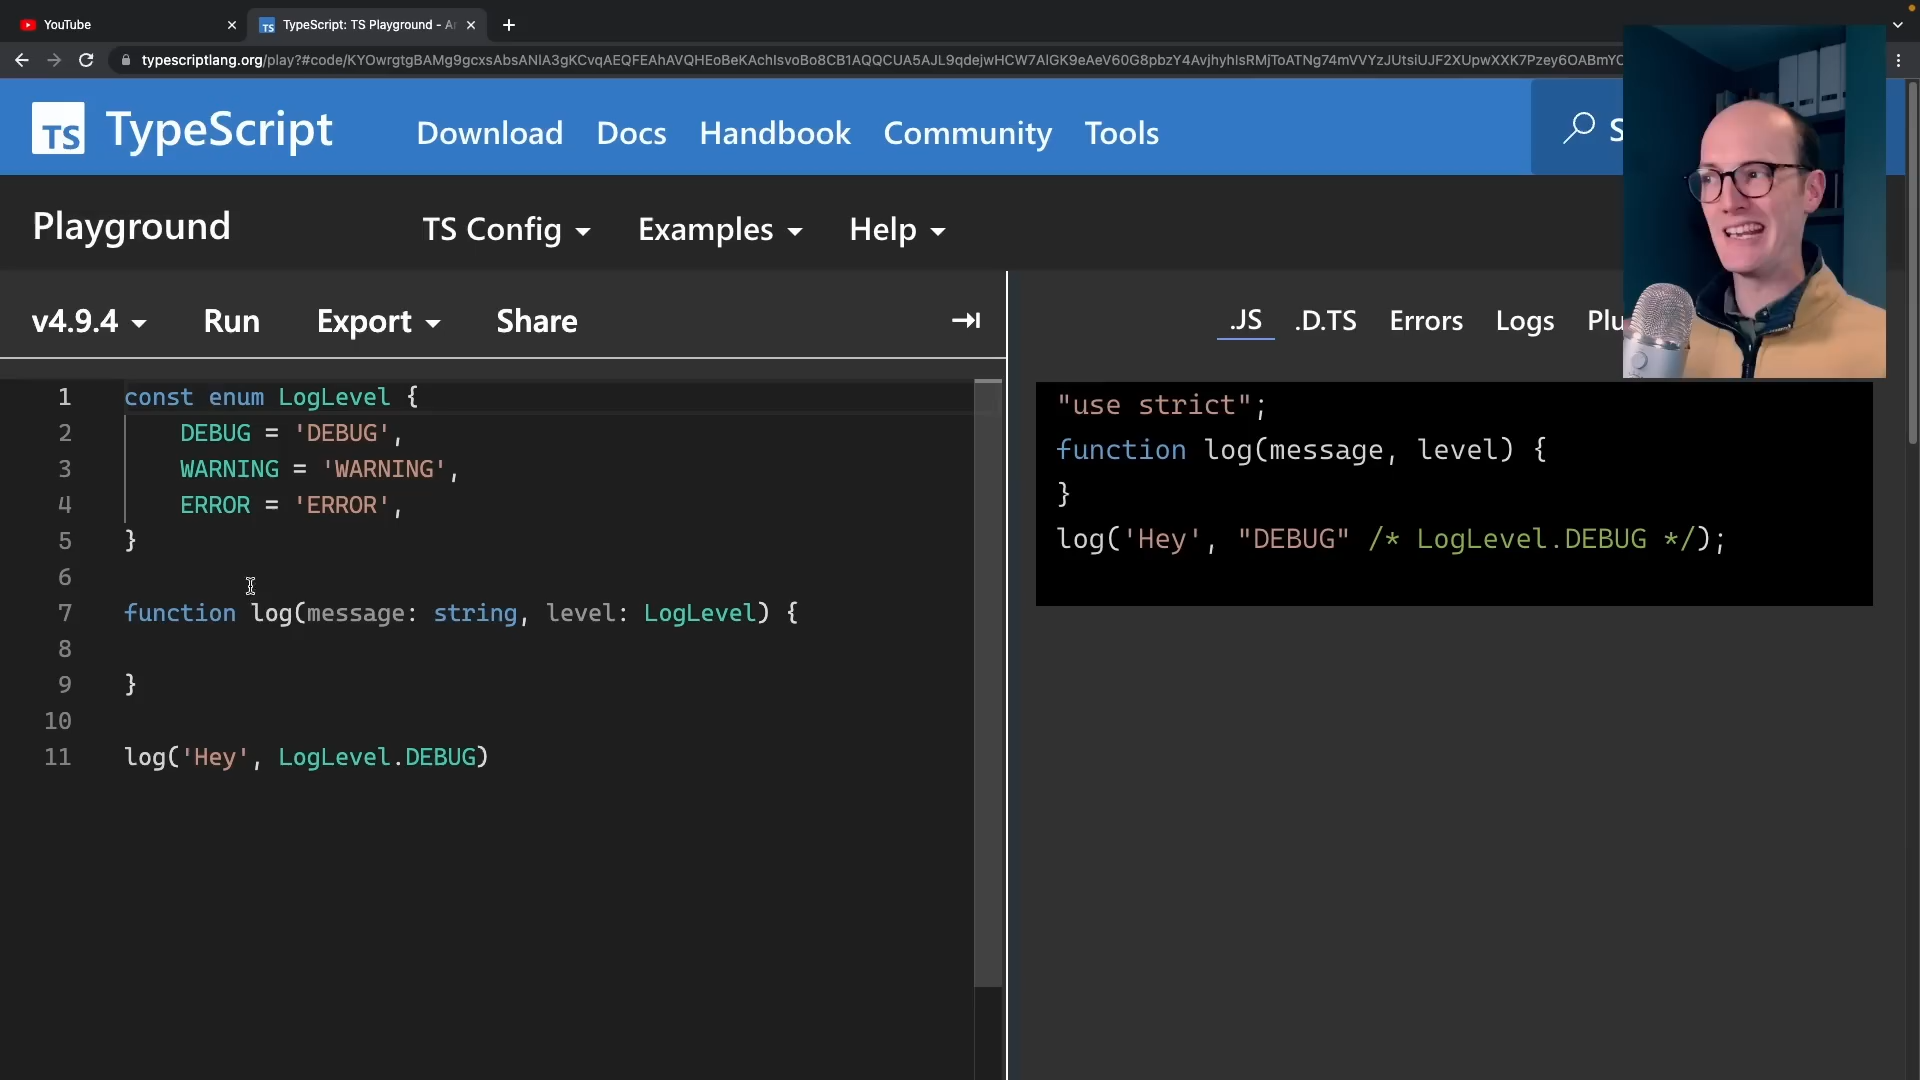 YouTube
TypeScript: TS Playground - A
typescriptlang.org/play?#code/KYOwrgtgBAMg9gcxsAbsANlA3gKCvqAEQFEAhAVQHEoBeKAchIsvoBo8CB1AQQCUA5AJL9qdejwHCW7AIGK9eAeV60G8pbzY4AvjhyhIsRMjToATNg74mVVYzJUtsiUJF2XUpwXXK7Pzey6OABmYC
TS TypeScript
Download Docs Handbook Community Tools
S
Playground
TS Config Examples Help
v4.9.4 Run Export Share
.JS .D.TS Errors Logs Plu
1 const enum LogLevel {
2 DEBUG = 'DEBUG',
3 WARNING = 'WARNING',
4 ERROR = 'ERROR',
5 }
6
7 function log(message: string, level: LogLevel) {
8
9 }
10
11 log('Hey', LogLevel.DEBUG)
"use strict";
function log(message, level) {
}
log('Hey', "DEBUG" /* LogLevel.DEBUG */);